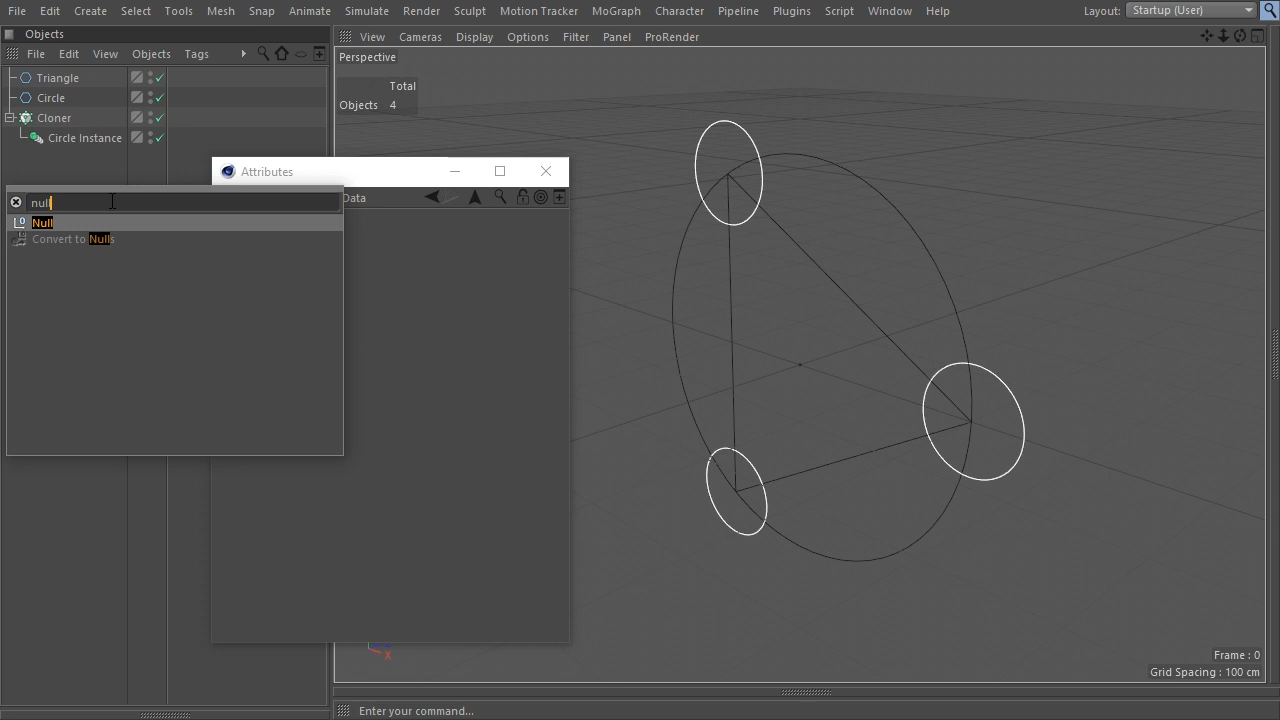 File Edit Create Select Tools Mesh Snap Animate Simulate Render Sculpt Motion Tracker MoGraph Character Pipeline Plugins Script Window Help Layout: Startup (User)
Objects
File Edit View Objects Tags
Triangle
Circle
Cloner
Circle Instance
View Cameras Display Options Filter Panel ProRender
Perspective
Total
Objects 4
Attributes
Data
null
Null
Convert to Nulls
X
Frame : 0
Grid Spacing : 100 cm
Enter your command...